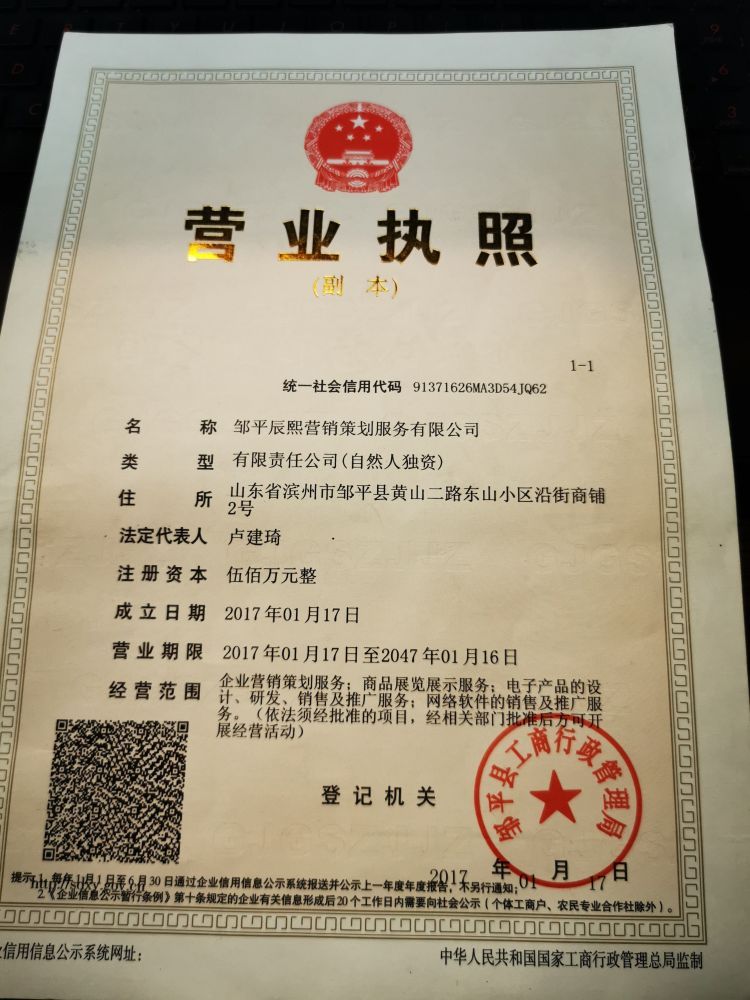 营业执照
(副 本)
1-1
统一社会信用代码 91371626MA3D54JQ62
名 称 邹平辰熙营销策划服务有限公司
类 型 有限责任公司(自然人独资)
住 所 山东省滨州市邹平县黄山二路东山小区沿街商铺
2号
法定代表人 卢建琦
注册资本 伍佰万元整
成立日期 2017年01月17日
营业期限 2017年01月17日至2047年01月16日
经营范围 企业营销策划服务；商品展览展示服务；电子产品的设
计、研发、销售及推广服务；网络软件的销售及推广服
务。（依法须经批准的项目，经相关部门批准后方可开
展经营活动）
邹平县工商行政管理局
登记机关
2017 年 01 月 17 日
提示:1.每年1月1日至6月30日通过企业信用信息公示系统报送并公示上一年度年度报告，不另行通知；
http://sdxy.gov.cn
2.《企业信息公示暂行条例》第十条规定的企业有关信息形成后20个工作日内需要向社会公示（个体工商户、农民专业合作社除外）。
业信用信息公示系统网址：
中华人民共和国国家工商行政管理总局监制